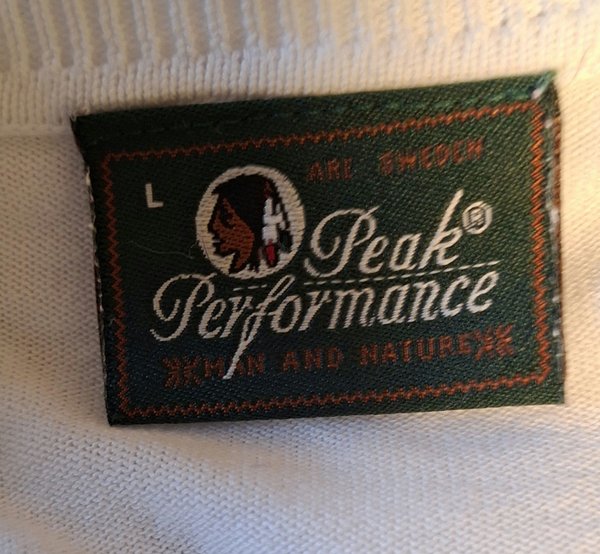 ARE SWEDEN
L
Peak®
Performance
MAN AND NATURE